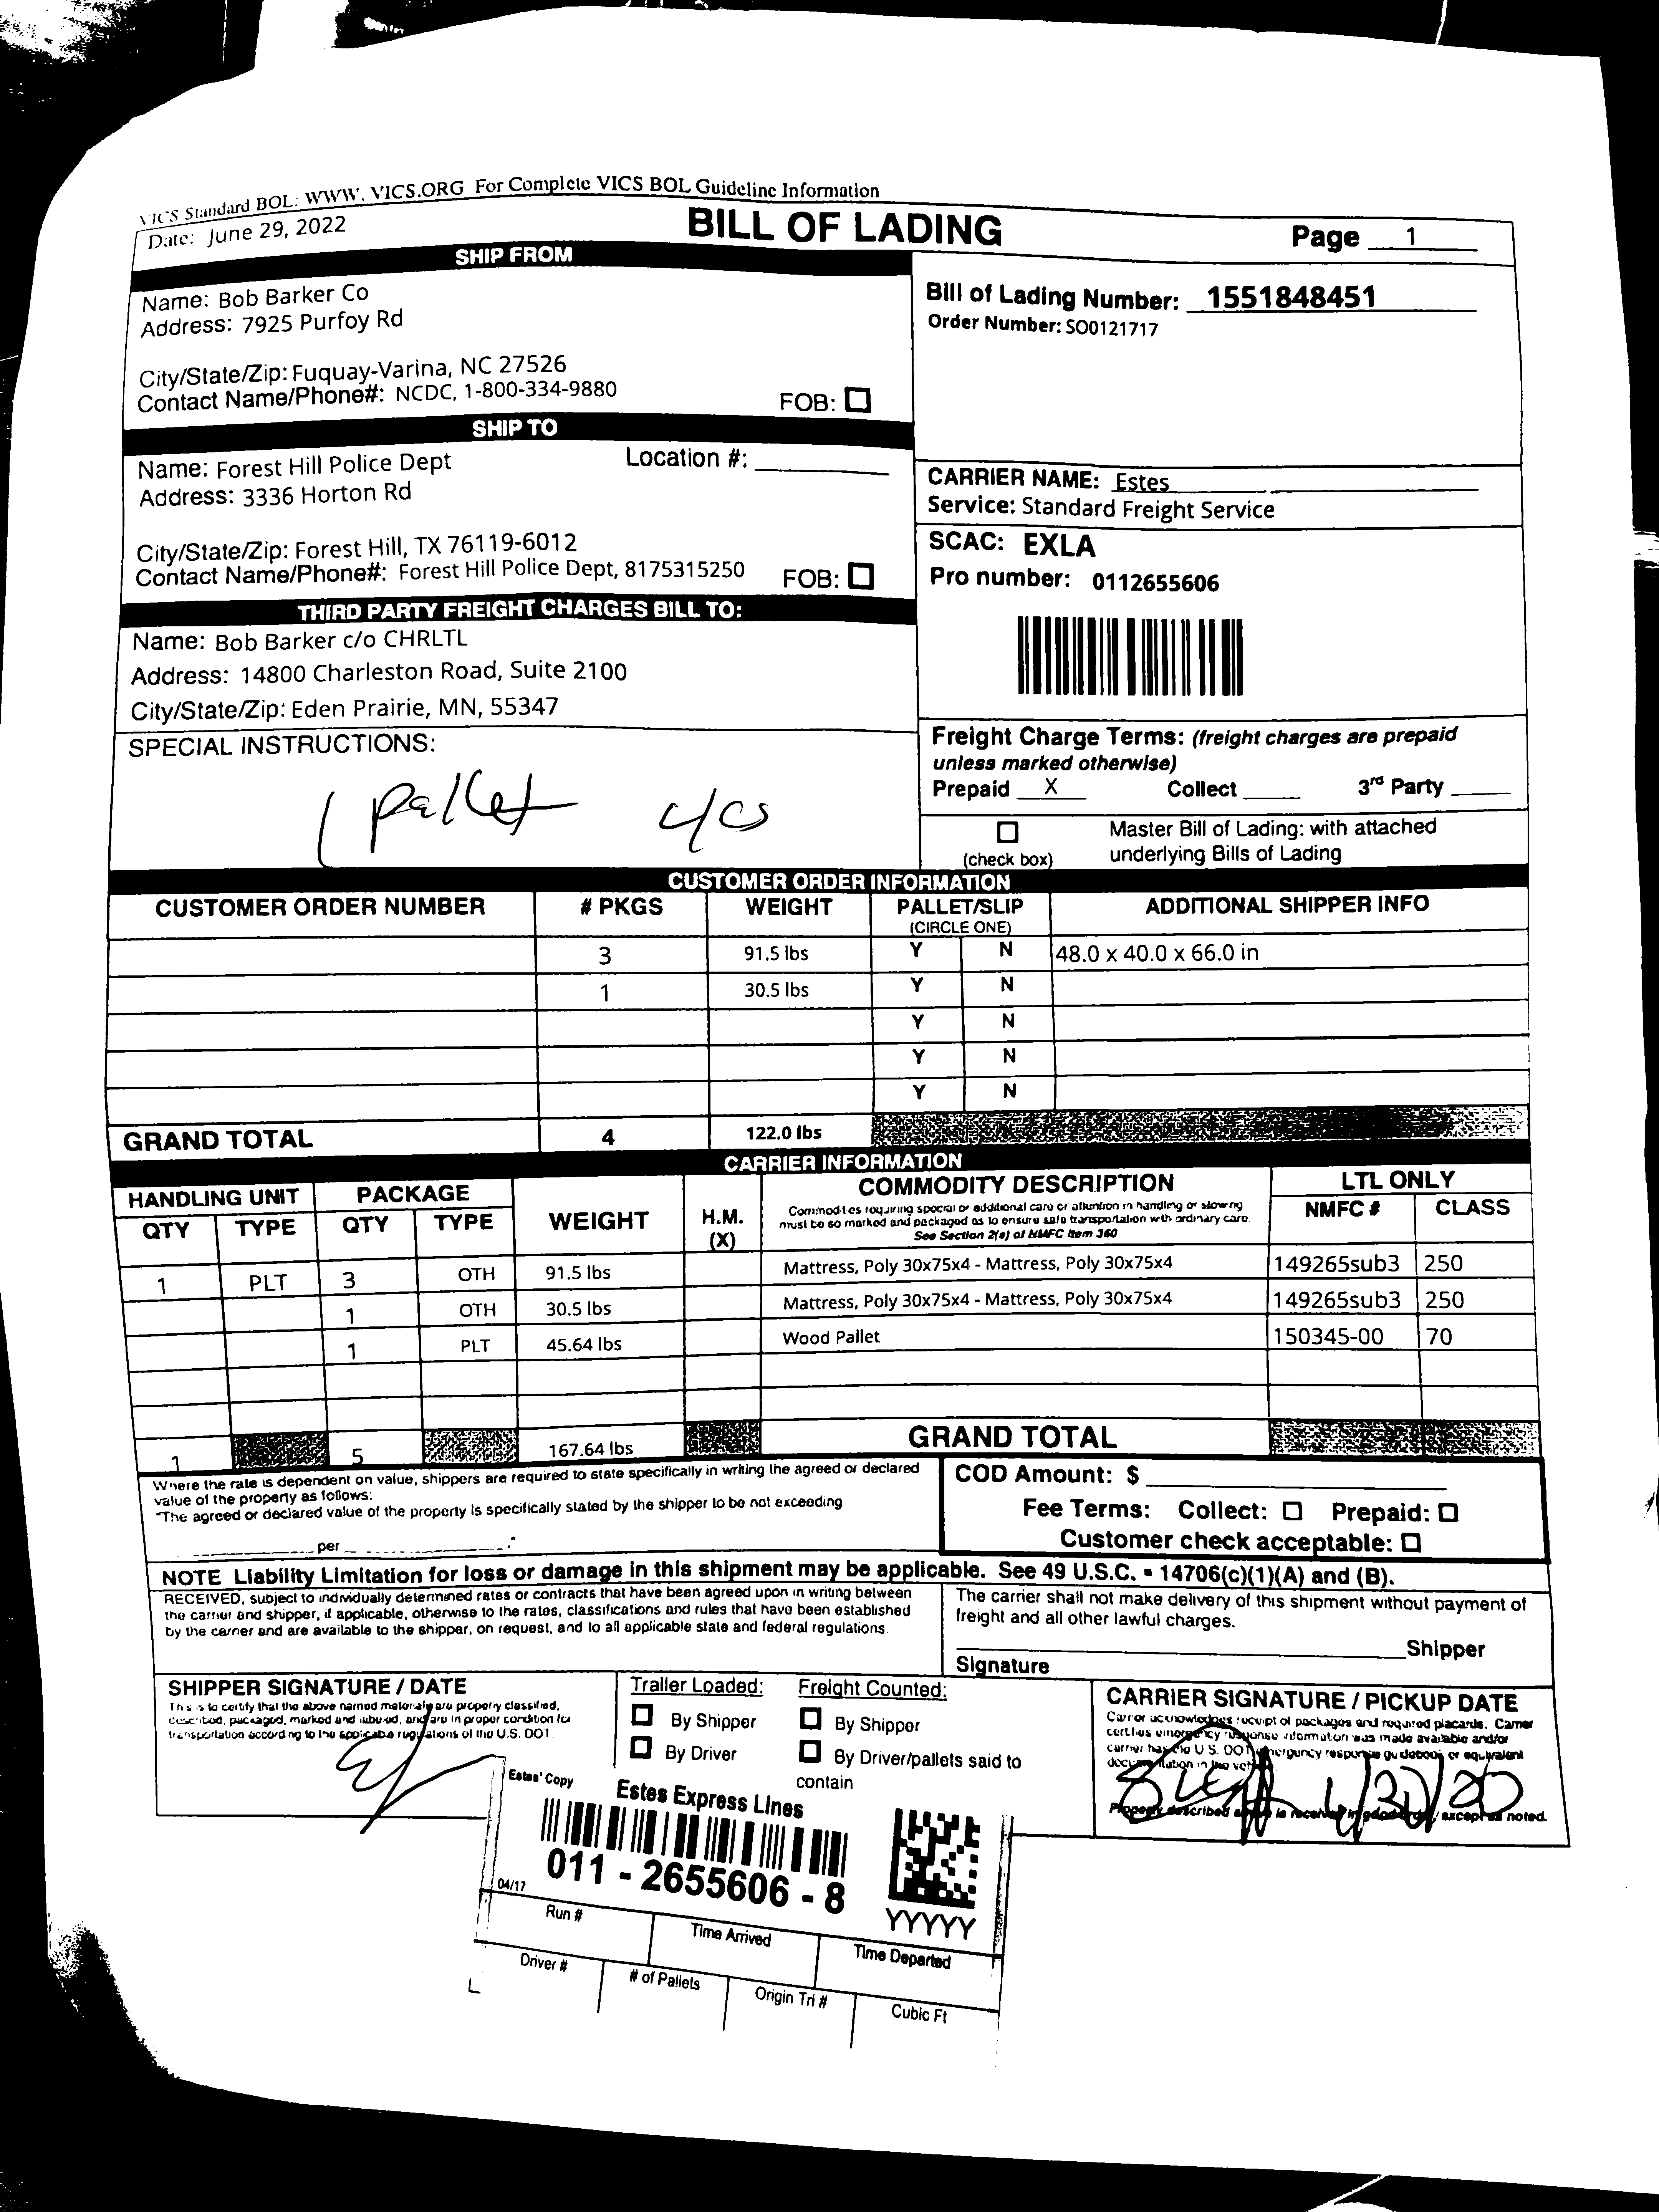 VICS Standard BOL: WWW. VICS.ORG For Complete VICS BOL Guideline Information
Date: June 29, 2022
BILL OF LADING
Page 1
SHIP FROM
Name: Bob Barker Co
Address: 7925 Purfoy Rd
City/State/Zip: Fuquay-Varina, NC 27526
Contact Name/Phone#: NCDC, 1-800-334-9880
FOB:
Bill of Lading Number: 1551848451
Order Number: SO0121717
SHIP TO
Name: Forest Hill Police Dept
Location #:
Address: 3336 Horton Rd
City/State/Zip: Forest Hill, TX 76119-6012
Contact Name/Phone#: Forest Hill Police Dept, 8175315250
FOB:
CARRIER NAME: Estes
Service: Standard Freight Service
SCAC: EXLA
Pro number: 0112655606
THIRD PARTY FREIGHT CHARGES BILL TO:
Name: Bob Barker c/o CHRLTL
Address: 14800 Charleston Road, Suite 2100
City/State/Zip: Eden Prairie, MN, 55347
SPECIAL INSTRUCTIONS:
1 pallet 4cs
Freight Charge Terms: (freight charges are prepaid
unless marked otherwise)
Prepaid X Collect 3rd Party
(check box)
Master Bill of Lading: with attached
underlying Bills of Lading
CUSTOMER ORDER INFORMATION
CUSTOMER ORDER NUMBER # PKGS WEIGHT PALLET/SLIP ADDITIONAL SHIPPER INFO
(CIRCLE ONE)
3 91.5 lbs Y N 48.0 x 40.0 x 66.0 in
1 30.5 lbs Y N
Y N
Y N
Y N
GRAND TOTAL 4 122.0 lbs
CARRIER INFORMATION
HANDLING UNIT PACKAGE COMMODITY DESCRIPTION LTL ONLY
QTY TYPE QTY TYPE WEIGHT H.M. (X) NMFC # CLASS
Commodities requiring special or additional care or attention in handling or stowing
must be so marked and packaged as to ensure safe transportation with ordinary care.
See Section 2(e) of NMFC Item 360
1 PLT 3 OTH 91.5 lbs Mattress, Poly 30x75x4 - Mattress, Poly 30x75x4 149265sub3 250
1 OTH 30.5 lbs Mattress, Poly 30x75x4 - Mattress, Poly 30x75x4 149265sub3 250
1 PLT 45.64 lbs Wood Pallet 150345-00 70
1 5 167.64 lbs GRAND TOTAL
Where the rate is dependent on value, shippers are required to state specifically in writing the agreed or declared
value of the property as follows:
"The agreed or declared value of the property is specifically stated by the shipper to be not exceeding
per ."
COD Amount: $
Fee Terms: Collect: Prepaid:
Customer check acceptable:
NOTE Liability Limitation for loss or damage in this shipment may be applicable. See 49 U.S.C. - 14706(c)(1)(A) and (B).
RECEIVED, subject to individually determined rates or contracts that have been agreed upon in writing between
the carrier and shipper, if applicable, otherwise to the rates, classifications and rules that have been established
by the carrier and are available to the shipper, on request, and to all applicable state and federal regulations.
The carrier shall not make delivery of this shipment without payment of
freight and all other lawful charges.
Shipper
Signature
SHIPPER SIGNATURE / DATE
This is to certify that the above named materials are properly classified,
described, packaged, marked and labeled, and are in proper condition for
transportation according to the applicable regulations of the U.S. DOT.
Trailer Loaded:
By Shipper
By Driver
Freight Counted:
By Shipper
By Driver/pallets said to
contain
CARRIER SIGNATURE / PICKUP DATE
Carrier acknowledges receipt of packages and required placards. Carrier
certifies emergency response information was made available and/or
carrier has the U.S. DOT emergency response guidebook or equivalent
documentation in the vehicle.
Property described above is received in good order, except as noted.
Estes' Copy
Estes Express Lines
011 - 2655606 - 8
04/17
YYYYY
Run # Time Arrived Time Departed
Driver # # of Pallets Origin Trl # Cubic Ft